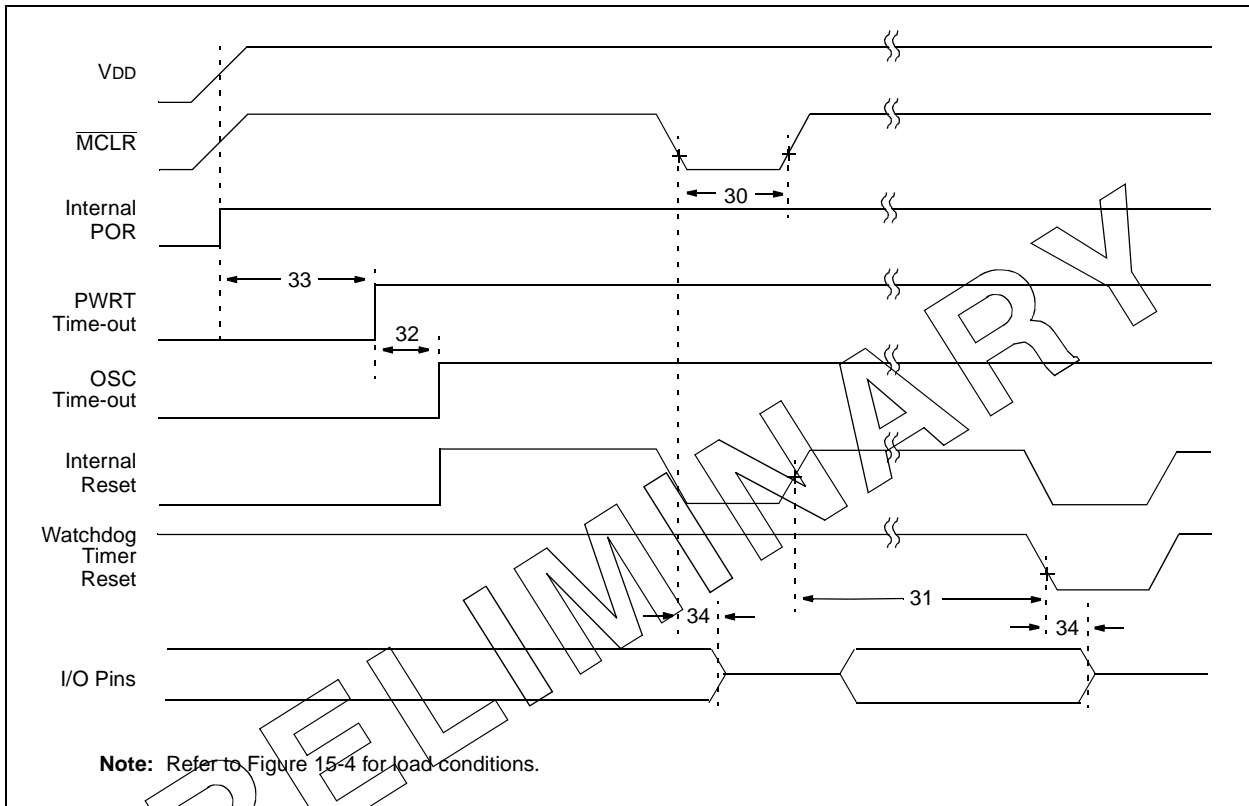 VDD
MCLR
30
Internal
POR
33
PWRT
Time-out
32
OSC
Time-out
Internal
Reset
Watchdog
Timer
Reset
31
34
34
I/O Pins
Note: Refer to Figure 15-4 for load conditions.
PRELIMINARY